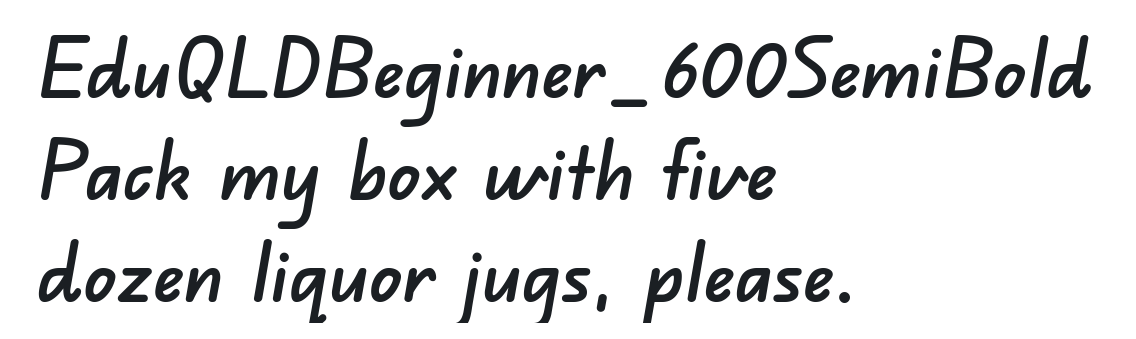 EduQLDBeginner_600SemiBold
Pack my box with five
dozen liquor jugs, please.